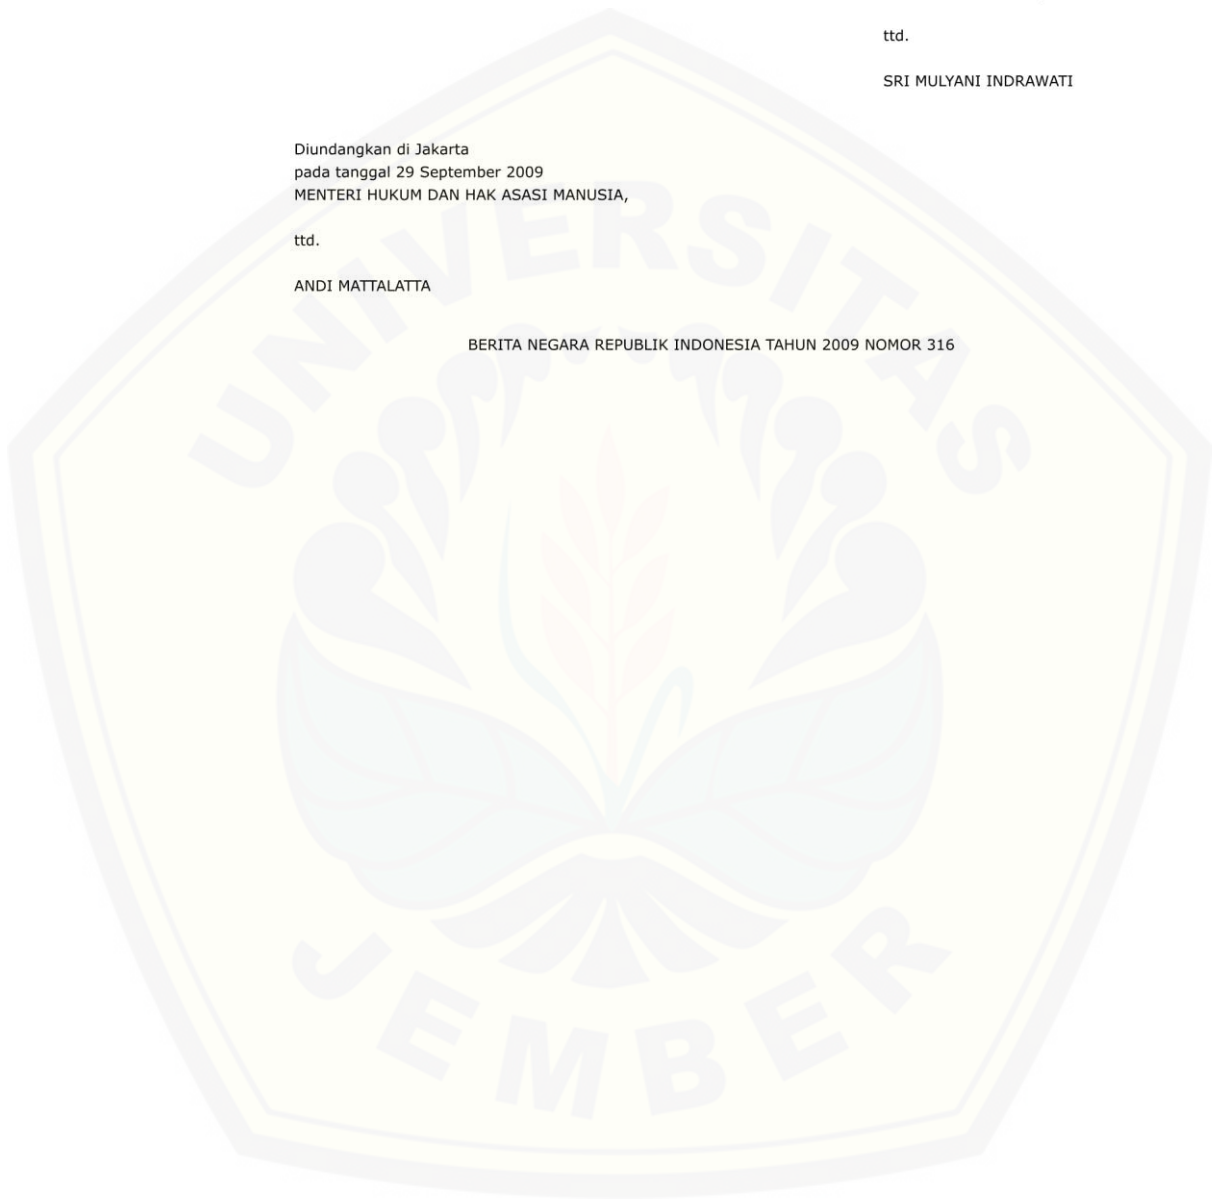 ttd.
SRI MULYANI INDRAWATI
Diundangkan di Jakarta
pada tanggal 29 September 2009
MENTERI HUKUM DAN HAK ASASI MANUSIA,
ttd.
ANDI MATTALATTA
BERITA NEGARA REPUBLIK INDONESIA TAHUN 2009 NOMOR 316
UNIVERSITAS
JEMBER